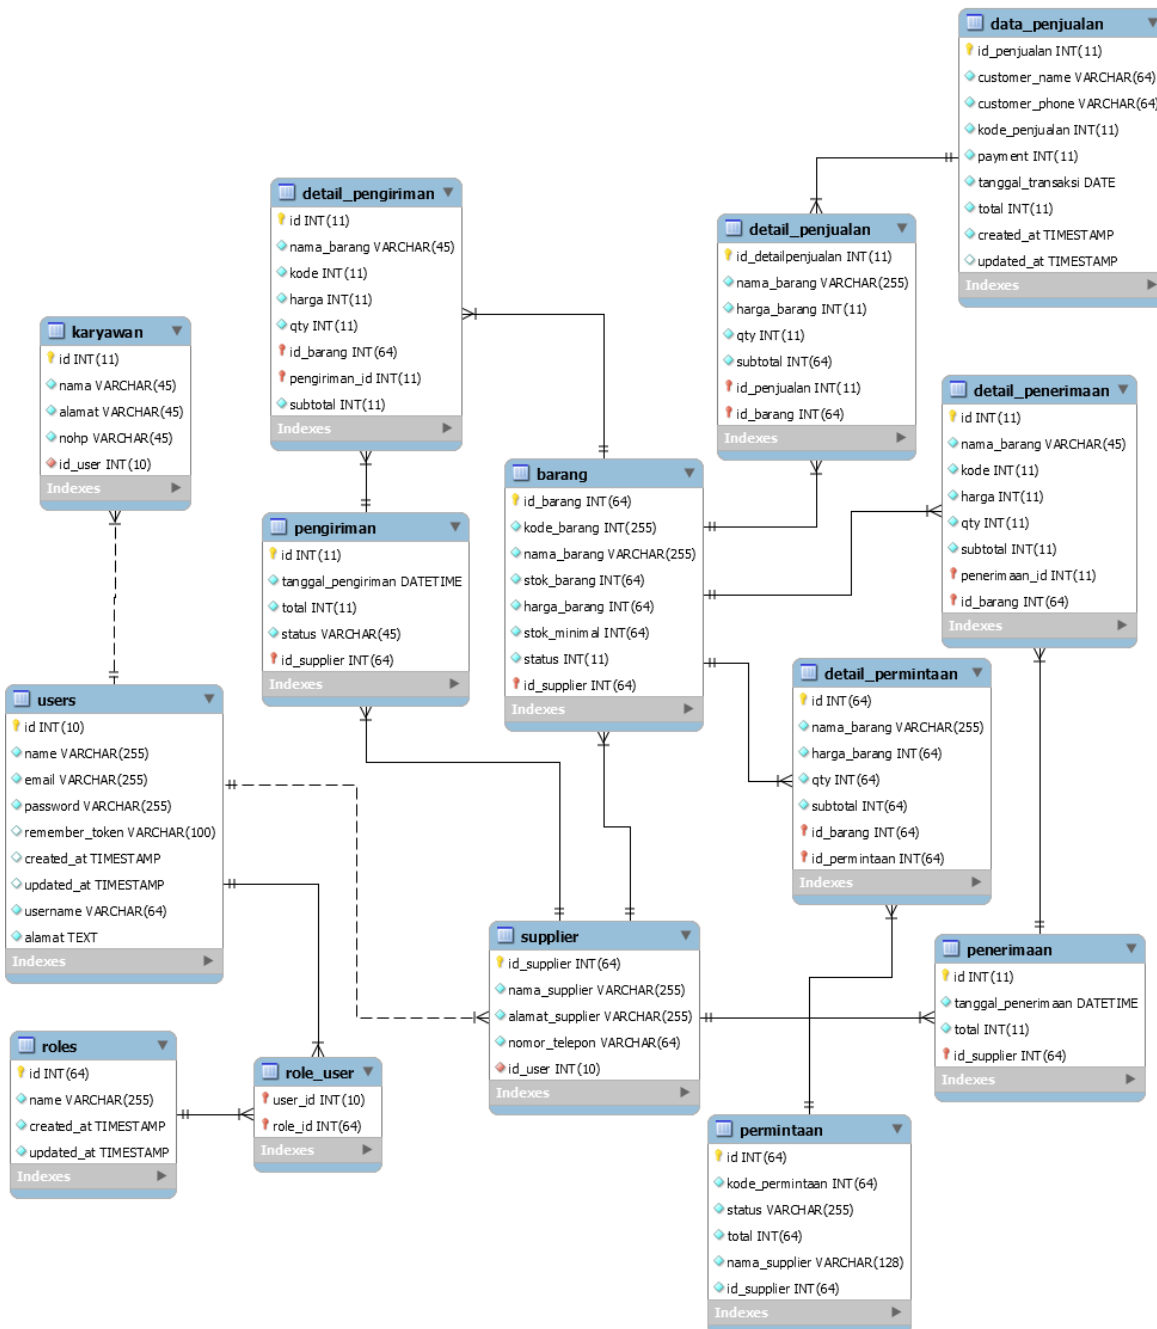 data_penjualan
id_penjualan INT(11)
customer_name VARCHAR(64)
customer_phone VARCHAR(64)
kode_penjualan INT(11)
payment INT(11)
tanggal_transaksi DATE
total INT(11)
created_at TIMESTAMP
updated_at TIMESTAMP
Indexes
detail_pengiriman
id INT(11)
nama_barang VARCHAR(45)
kode INT(11)
harga INT(11)
qty INT(11)
id_barang INT(64)
pengiriman_id INT(11)
subtotal INT(11)
Indexes
detail_penjualan
id_detailpenjualan INT(11)
nama_barang VARCHAR(255)
harga_barang INT(11)
qty INT(11)
subtotal INT(64)
id_penjualan INT(11)
id_barang INT(64)
Indexes
karyawan
id INT(11)
nama VARCHAR(45)
alamat VARCHAR(45)
nohp VARCHAR(45)
id_user INT(10)
Indexes
detail_penerimaan
id INT(11)
nama_barang VARCHAR(45)
kode INT(11)
harga INT(11)
qty INT(11)
subtotal INT(11)
penerimaan_id INT(11)
id_barang INT(64)
Indexes
barang
id_barang INT(64)
kode_barang INT(255)
nama_barang VARCHAR(255)
stok_barang INT(64)
harga_barang INT(64)
stok_minimal INT(64)
status INT(11)
id_supplier INT(64)
Indexes
pengiriman
id INT(11)
tanggal_pengiriman DATETIME
total INT(11)
status VARCHAR(45)
id_supplier INT(64)
Indexes
detail_permintaan
id INT(64)
nama_barang VARCHAR(255)
harga_barang INT(64)
qty INT(64)
subtotal INT(64)
id_barang INT(64)
id_permintaan INT(64)
Indexes
users
id INT(10)
name VARCHAR(255)
email VARCHAR(255)
password VARCHAR(255)
remember_token VARCHAR(100)
created_at TIMESTAMP
updated_at TIMESTAMP
username VARCHAR(64)
alamat TEXT
Indexes
supplier
id_supplier INT(64)
nama_supplier VARCHAR(255)
alamat_supplier VARCHAR(255)
nomor_telepon VARCHAR(64)
id_user INT(10)
Indexes
penerimaan
id INT(11)
tanggal_penerimaan DATETIME
total INT(11)
id_supplier INT(64)
Indexes
roles
id INT(64)
name VARCHAR(255)
created_at TIMESTAMP
updated_at TIMESTAMP
Indexes
role_user
user_id INT(10)
role_id INT(64)
Indexes
permintaan
id INT(64)
kode_permintaan INT(64)
status VARCHAR(255)
total INT(64)
nama_supplier VARCHAR(128)
id_supplier INT(64)
Indexes